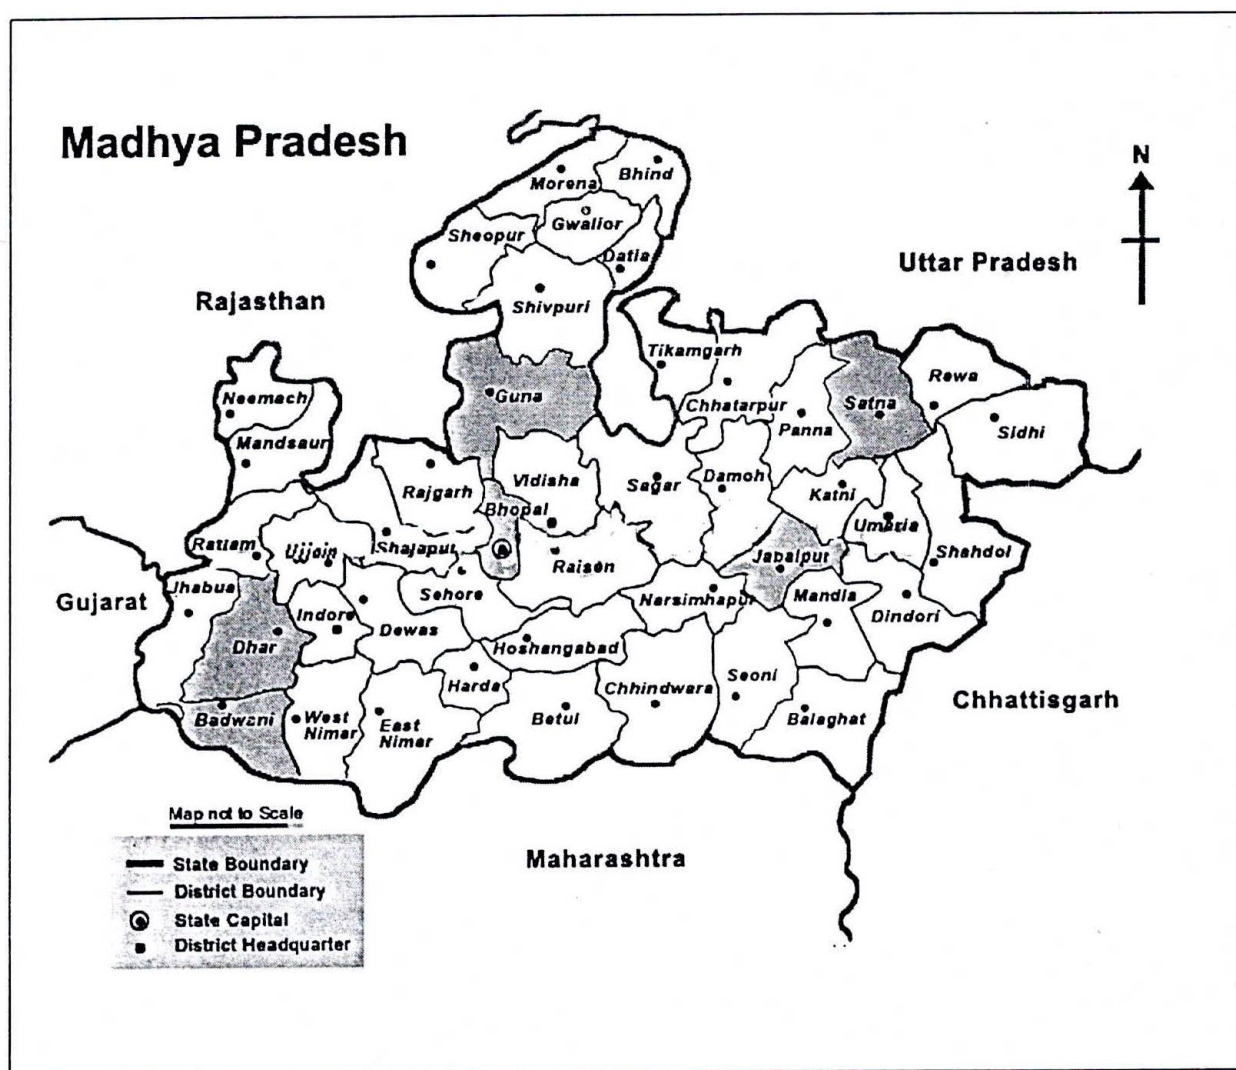 Madhya Pradesh
N
Morena
Bhind
Gwalior
Sheopur
Datia
Uttar Pradesh
Rajasthan
Shivpuri
Tikamgarh
Rewa
Neemach
Guna
Chhatarpur
Satna
Panna
Sidhi
Mandsaur
Rajgarh
Vidisha
Sagar
Damoh
Katni
Bhopal
Umaria
Ratlam
Ujjain
Shajapur
Raisen
Jabalpur
Shahdol
Jhabua
Gujarat
Indore
Sehore
Narsimhapur
Mandla
Dindori
Dhar
Dewas
Hoshangabad
Harda
Chhindwara
Seoni
Chhattisgarh
Badwani
West
Nimar
East
Nimar
Betul
Balaghat
Map not to Scale
Maharashtra
State Boundary
District Boundary
State Capital
District Headquarter